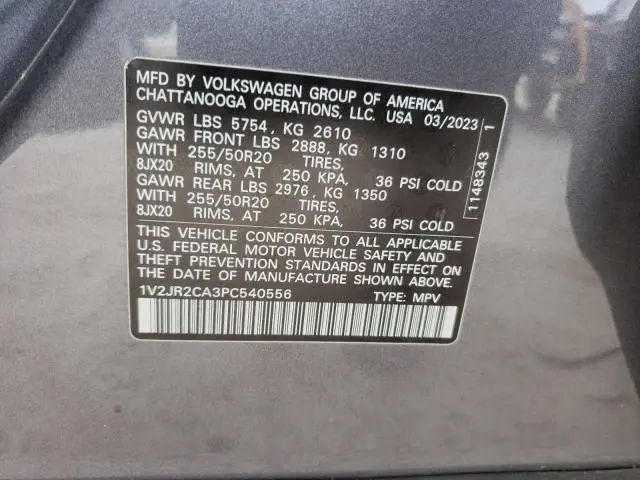 MFD BY VOLKSWAGEN GROUP OF AMERICA
CHATTANOOGA OPERATIONS, LLC. USA 03/2023
GVWR LBS 5754, KG 2610
GAWR FRONT LBS 2888, KG 1310
WITH 255/50R20 TIRES,
8JX20 RIMS, AT 250 KPA, 36 PSI COLD
GAWR REAR LBS 2976, KG 1350
WITH 255/50R20 TIRES,
8JX20 RIMS, AT 250 KPA, 36 PSI COLD
THIS VEHICLE CONFORMS TO ALL APPLICABLE
U.S. FEDERAL MOTOR VEHICLE SAFETY AND
THEFT PREVENTION STANDARDS IN EFFECT ON
THE DATE OF MANUFACTURE SHOWN ABOVE.
1V2JR2CA3PC540556 TYPE: MPV
1148343 1